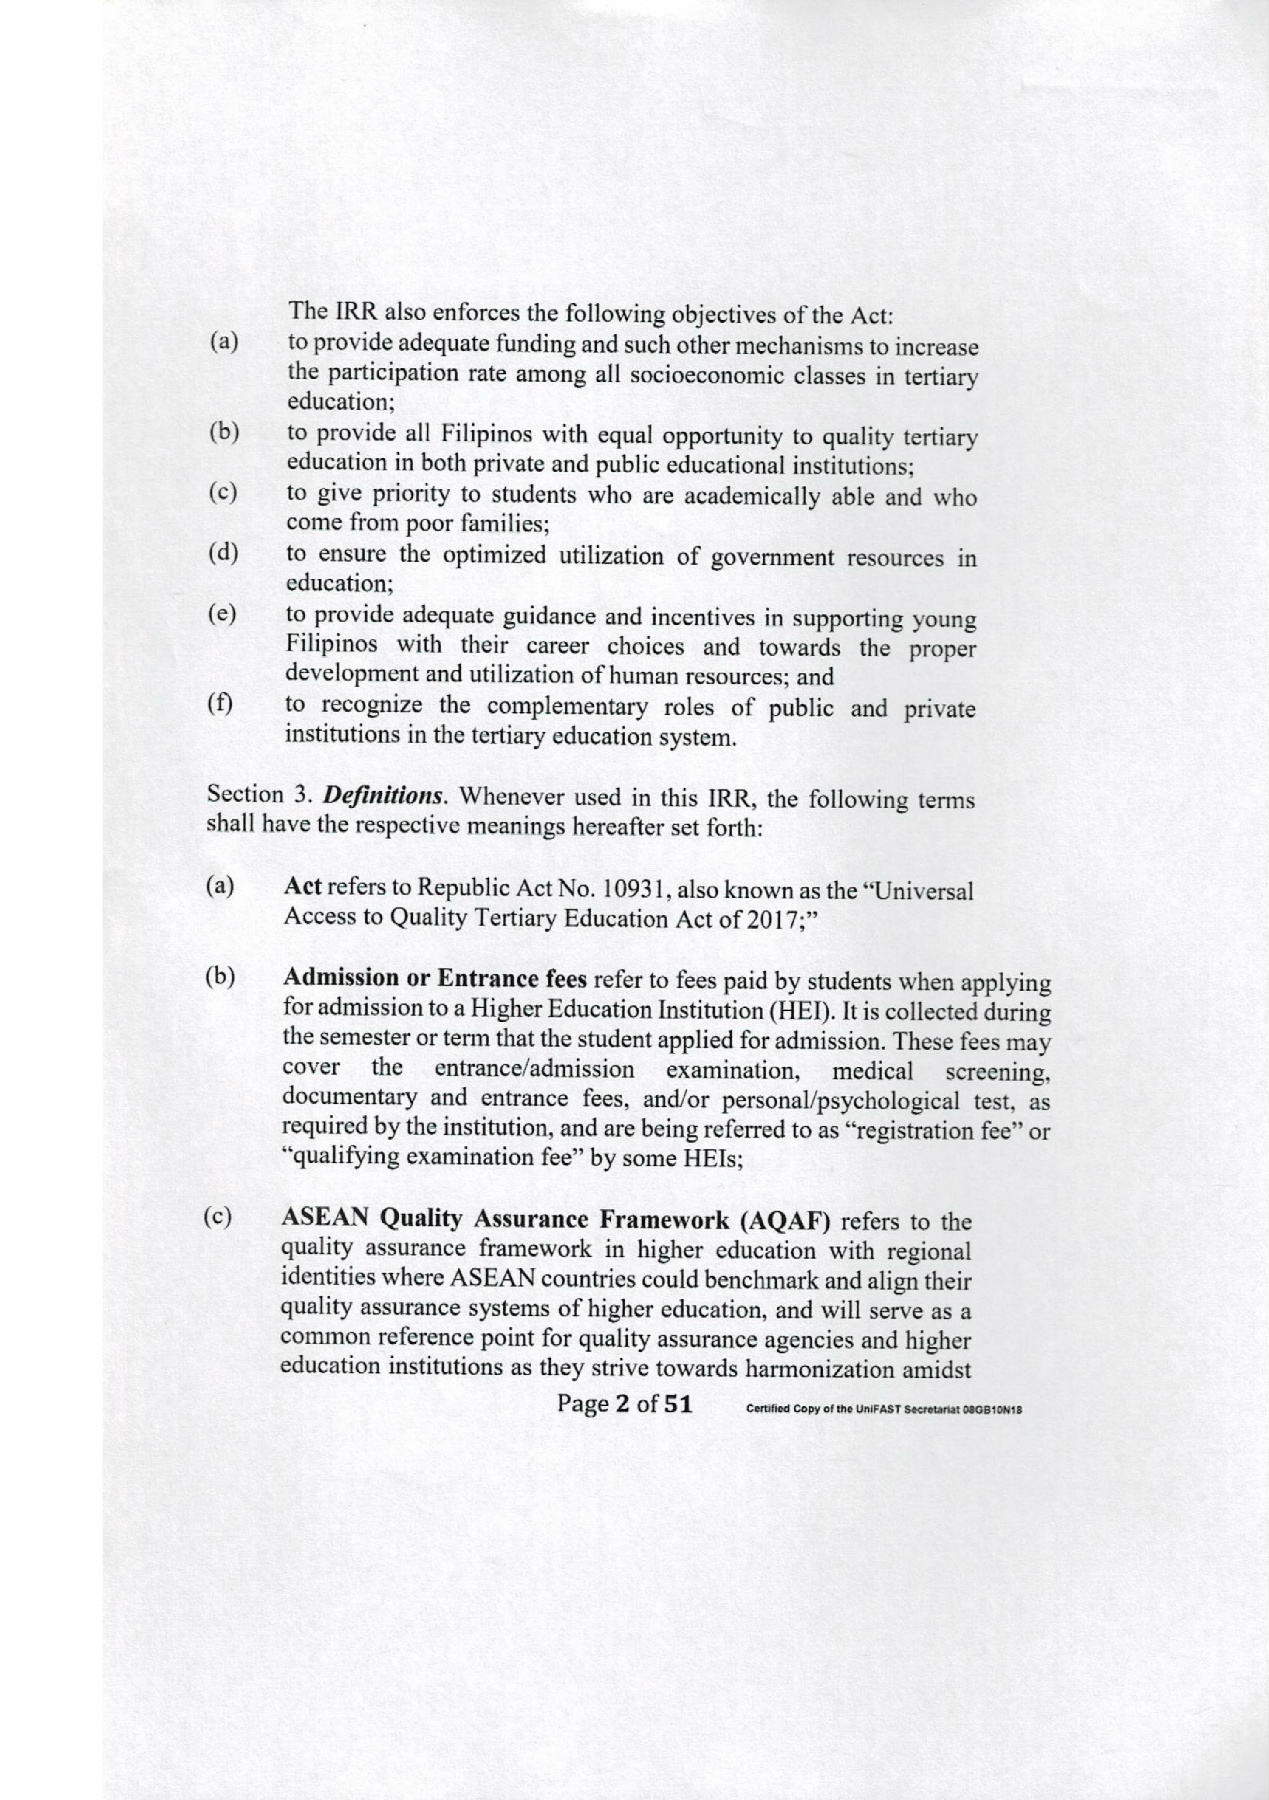 The IRR also enforces the following objectives of the Act:
(a) to provide adequate funding and such other mechanisms to increase
the participation rate among all socioeconomic classes in tertiary
education;
(b) to provide all Filipinos with equal opportunity to quality tertiary
education in both private and public educational institutions;
(c) to give priority to students who are academically able and who
come from poor families;
(d) to ensure the optimized utilization of government resources in
education;
(e) to provide adequate guidance and incentives in supporting young
Filipinos with their career choices and towards the proper
development and utilization of human resources; and
(f) to recognize the complementary roles of public and private
institutions in the tertiary education system.
Section 3. Definitions. Whenever used in this IRR, the following terms
shall have the respective meanings hereafter set forth:
(a) Act refers to Republic Act No. 10931, also known as the “Universal
Access to Quality Tertiary Education Act of 2017;”
(b) Admission or Entrance fees refer to fees paid by students when applying
for admission to a Higher Education Institution (HEI). It is collected during
the semester or term that the student applied for admission. These fees may
cover the entrance/admission examination, medical screening,
documentary and entrance fees, and/or personal/psychological test, as
required by the institution, and are being referred to as “registration fee” or
“qualifying examination fee” by some HEIs;
(c) ASEAN Quality Assurance Framework (AQAF) refers to the
quality assurance framework in higher education with regional
identities where ASEAN countries could benchmark and align their
quality assurance systems of higher education, and will serve as a
common reference point for quality assurance agencies and higher
education institutions as they strive towards harmonization amidst
Page 2 of 51 Certified Copy of the UniFAST Secretariat 08GB10N18